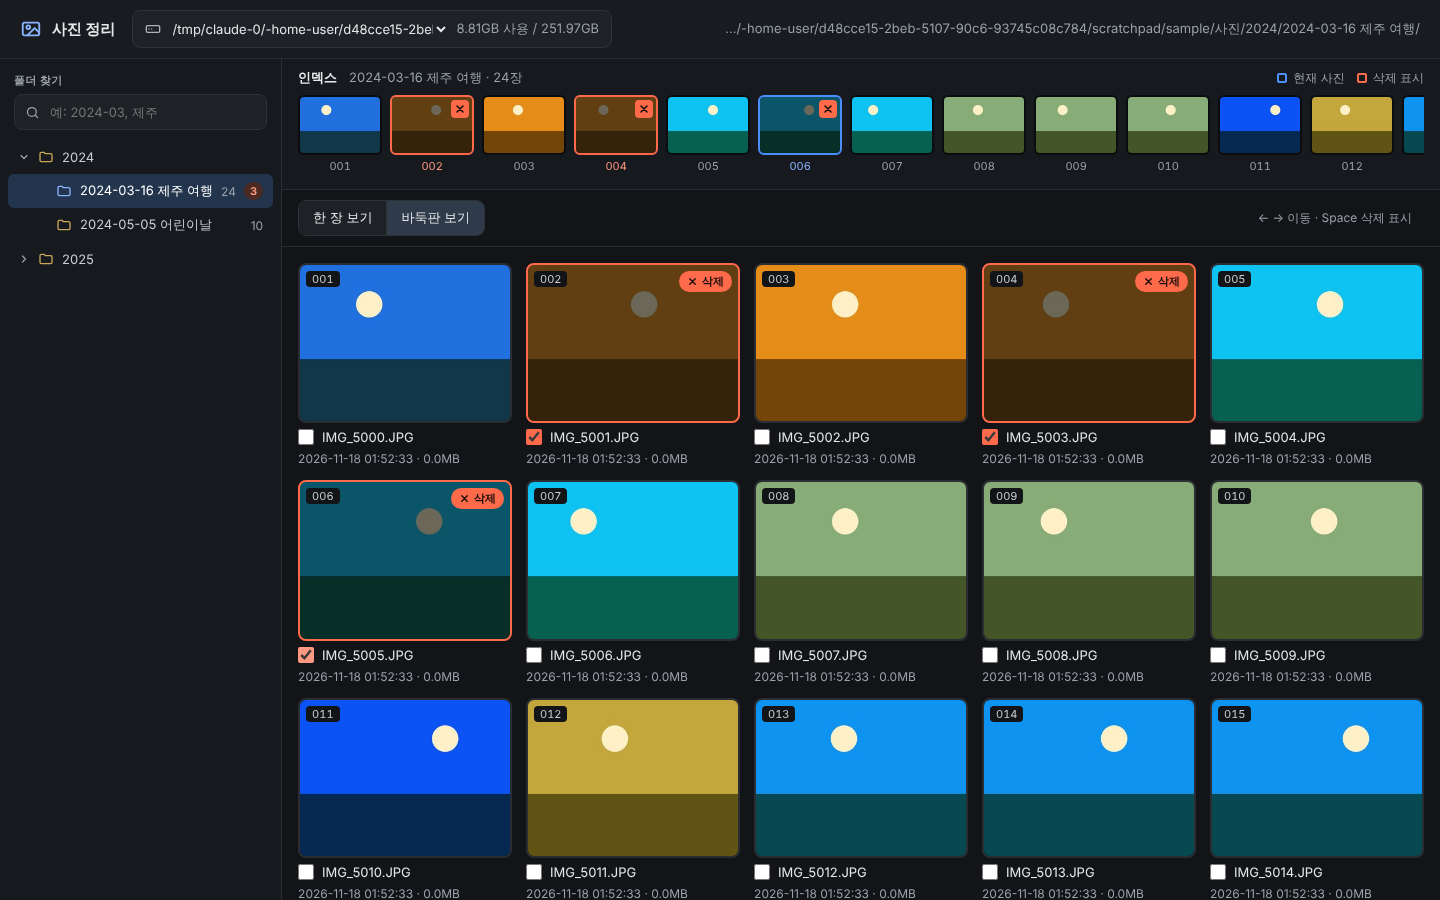 사진 정리
/tmp/claude-0/-home-user/d48cce15-2be
8.81GB 사용 / 251.97GB
.../-home-user/d48cce15-2beb-5107-90c6-93745c08c784/scratchpad/sample/사진/2024/2024-03-16 제주 여행/
폴더 찾기
예: 2024-03, 제주
2024
2024-03-16 제주 여행 24 3
2024-05-05 어린이날 10
2025
인덱스 2024-03-16 제주 여행 · 24장
현재 사진 삭제 표시
001 002 003 004 005 006 007 008 009 010 011 012
한 장 보기 바둑판 보기
← → 이동 · Space 삭제 표시
001 002 × 삭제 003 004 × 삭제 005
IMG_5000.JPG IMG_5001.JPG IMG_5002.JPG IMG_5003.JPG IMG_5004.JPG
2026-11-18 01:52:33 · 0.0MB 2026-11-18 01:52:33 · 0.0MB 2026-11-18 01:52:33 · 0.0MB 2026-11-18 01:52:33 · 0.0MB 2026-11-18 01:52:33 · 0.0MB
006 × 삭제 007 008 009 010
IMG_5005.JPG IMG_5006.JPG IMG_5007.JPG IMG_5008.JPG IMG_5009.JPG
2026-11-18 01:52:33 · 0.0MB 2026-11-18 01:52:33 · 0.0MB 2026-11-18 01:52:33 · 0.0MB 2026-11-18 01:52:33 · 0.0MB 2026-11-18 01:52:33 · 0.0MB
011 012 013 014 015
IMG_5010.JPG IMG_5011.JPG IMG_5012.JPG IMG_5013.JPG IMG_5014.JPG
2026-11-18 01:52:33 · 0.0MB 2026-11-18 01:52:33 · 0.0MB 2026-11-18 01:52:33 · 0.0MB 2026-11-18 01:52:33 · 0.0MB 2026-11-18 01:52:33 · 0.0MB